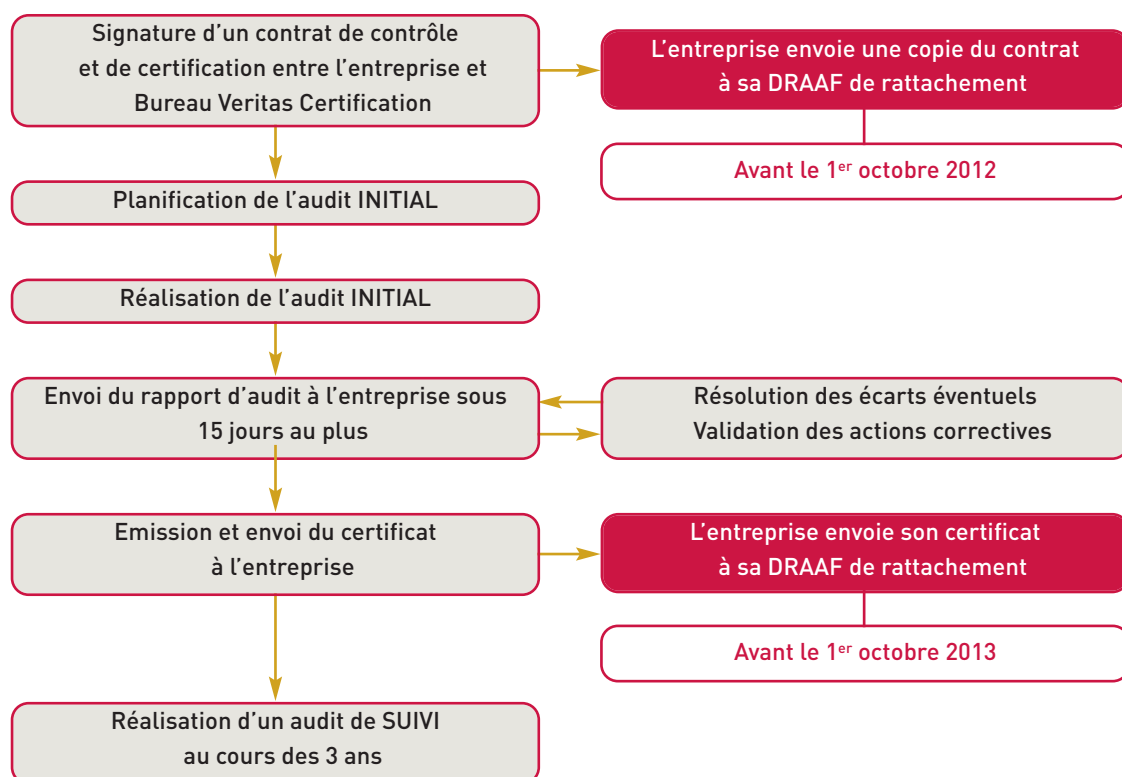 Signature d’un contrat de contrôle
et de certification entre l’entreprise et
Bureau Veritas Certification
L’entreprise envoie une copie du contrat
à sa DRAAF de rattachement
Avant le 1er octobre 2012
Planification de l’audit INITIAL
Réalisation de l’audit INITIAL
Envoi du rapport d’audit à l’entreprise sous
15 jours au plus
Résolution des écarts éventuels
Validation des actions correctives
Emission et envoi du certificat
à l’entreprise
L’entreprise envoie son certificat
à sa DRAAF de rattachement
Avant le 1er octobre 2013
Réalisation d’un audit de SUIVI
au cours des 3 ans